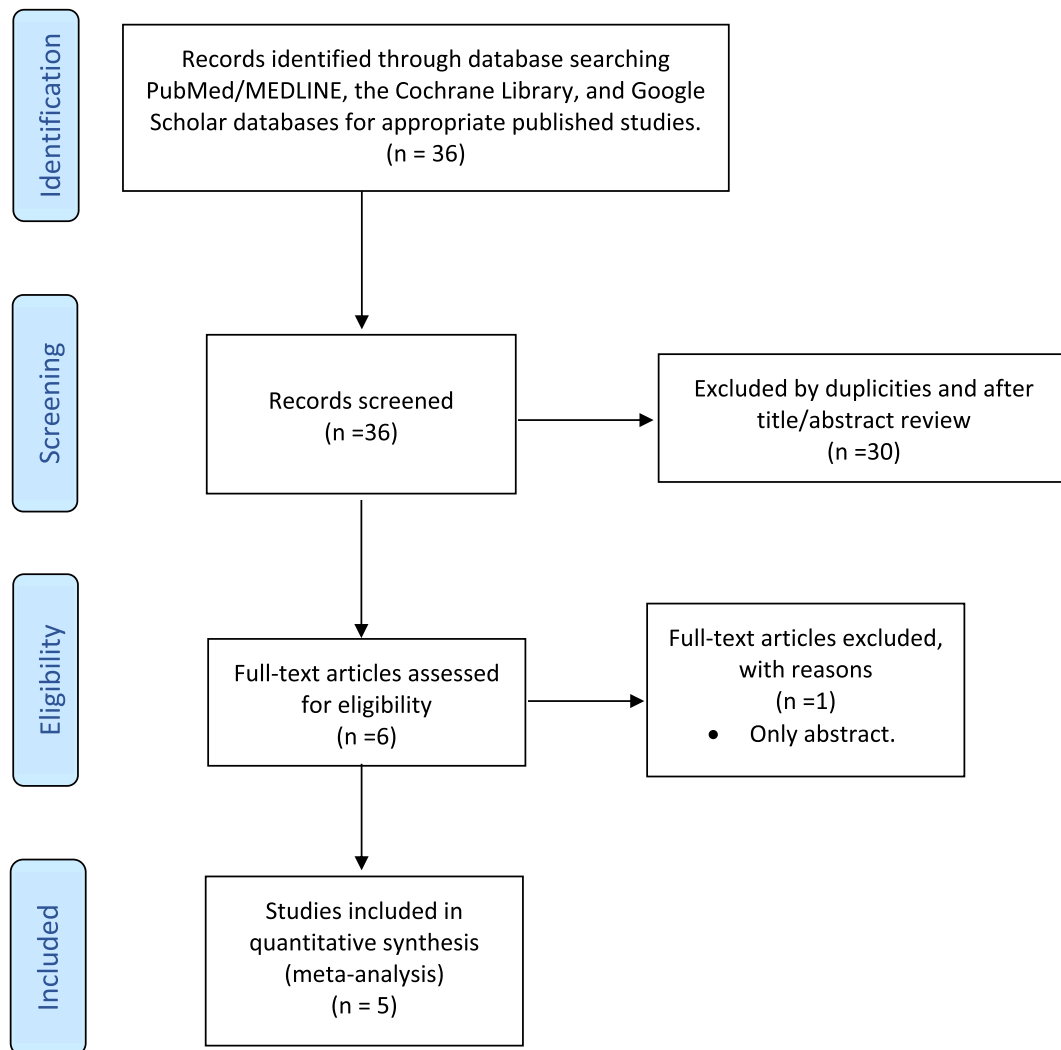 Identification
Records identified through database searching
PubMed/MEDLINE, the Cochrane Library, and Google
Scholar databases for appropriate published studies.
(n = 36)
Screening
Records screened
(n =36)
Excluded by duplicities and after
title/abstract review
(n =30)
Eligibility
Full-text articles assessed
for eligibility
(n =6)
Full-text articles excluded,
with reasons
(n =1)
• Only abstract.
Included
Studies included in
quantitative synthesis
(meta-analysis)
(n = 5)